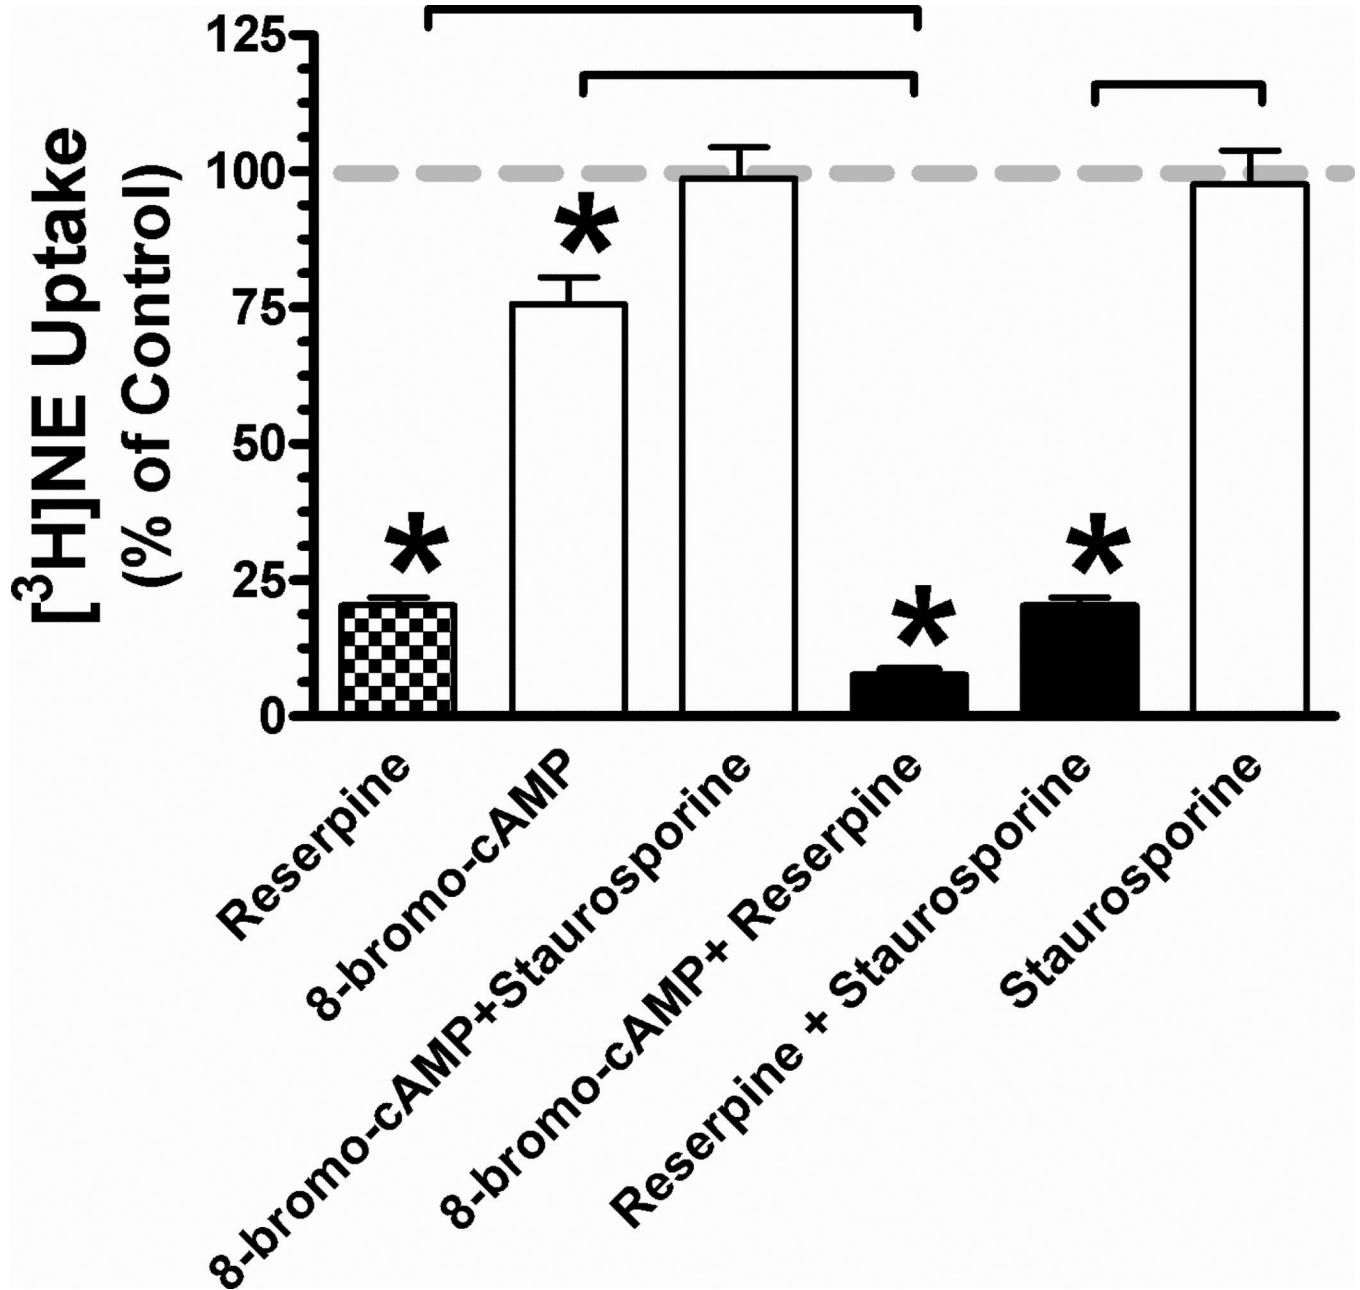 [³H]NE Uptake
(% of Control)
125
100
75
50
25
0
*
*
*
*
Reserpine
8-bromo-cAMP
8-bromo-cAMP+Staurosporine
8-bromo-cAMP+ Reserpine
Reserpine + Staurosporine
Staurosporine